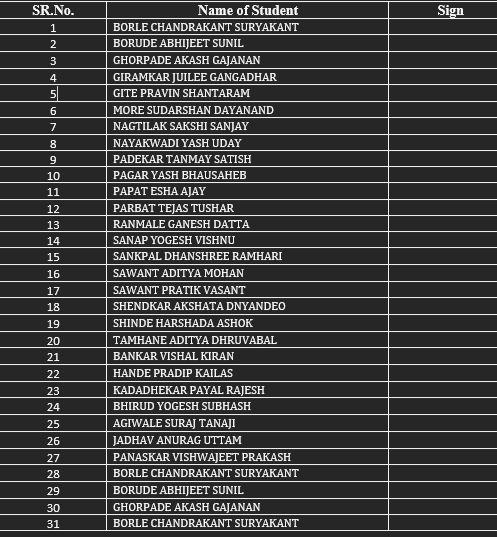 SR.No. Name of Student Sign
1 BORLE CHANDRAKANT SURYAKANT
2 BORUDE ABHIJEET SUNIL
3 GHORPADE AKASH GAJANAN
4 GIRAMKAR JUILEE GANGADHAR
5 GITE PRAVIN SHANTARAM
6 MORE SUDARSHAN DAYANAND
7 NAGTILAK SAKSHI SANJAY
8 NAYAKWADI YASH UDAY
9 PADEKAR TANMAY SATISH
10 PAGAR YASH BHAUSAHEB
11 PAPAT ESHA AJAY
12 PARBAT TEJAS TUSHAR
13 RANMALE GANESH DATTA
14 SANAP YOGESH VISHNU
15 SANKPAL DHANSHREE RAMHARI
16 SAWANT ADITYA MOHAN
17 SAWANT PRATIK VASANT
18 SHENDKAR AKSHATA DNYANDEO
19 SHINDE HARSHADA ASHOK
20 TAMHANE ADITYA DHRUVABAL
21 BANKAR VISHAL KIRAN
22 HANDE PRADIP KAILAS
23 KADADHEKAR PAYAL RAJESH
24 BHIRUD YOGESH SUBHASH
25 AGIWALE SURAJ TANAJI
26 JADHAV ANURAG UTTAM
27 PANASKAR VISHWAJEET PRAKASH
28 BORLE CHANDRAKANT SURYAKANT
29 BORUDE ABHIJEET SUNIL
30 GHORPADE AKASH GAJANAN
31 BORLE CHANDRAKANT SURYAKANT